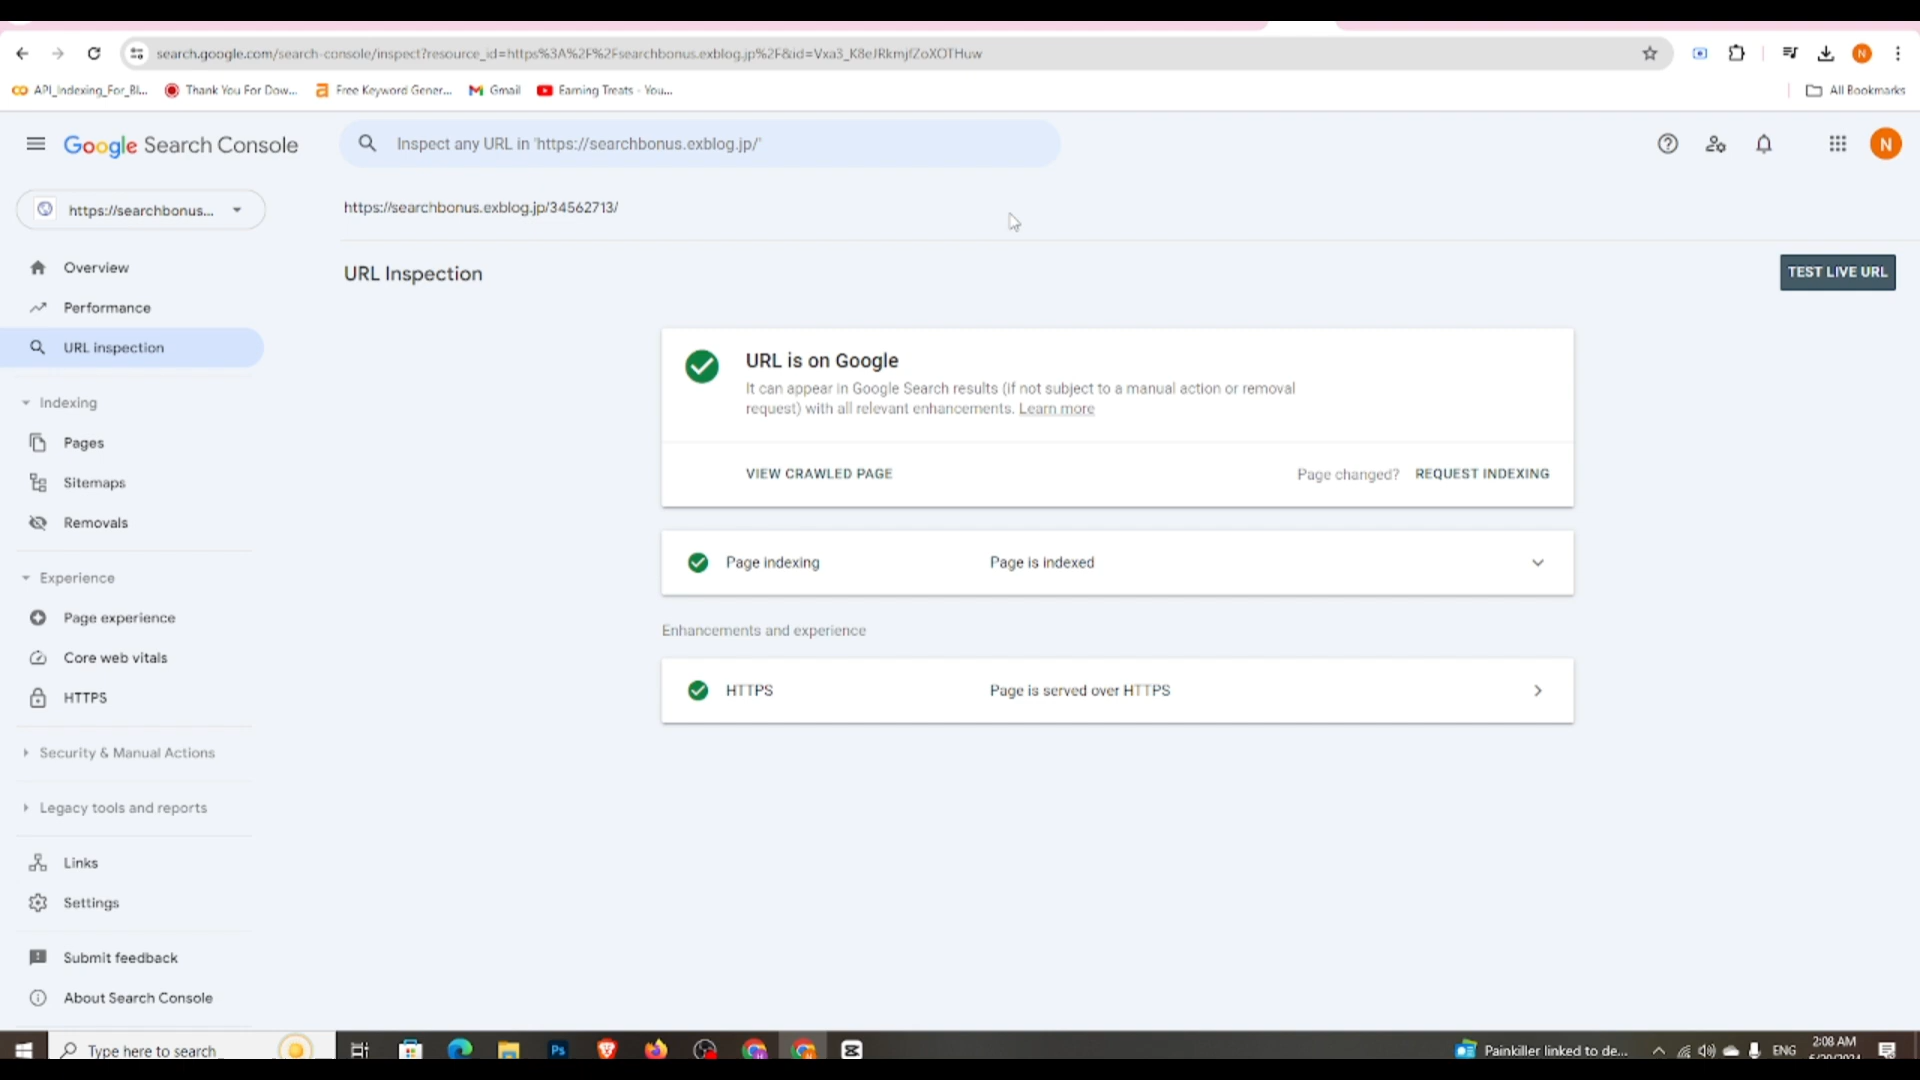 search.google.com/search-console/inspect?resource_id=https%3A%2F%2Fsearchbonus.exblog.jp%2F&id=Vxa3_K8eJRkmjfZoXOTHuw
N
API_Indexing_For_Bl...
Thank You For Dow...
Free Keyword Gener...
Gmail
Earning Treats - You...
All Bookmarks
Google Search Console
Inspect any URL in 'https://searchbonus.exblog.jp/'
N
https://searchbonus...
https://searchbonus.exblog.jp/34562713/
Overview
URL Inspection
TEST LIVE URL
Performance
URL inspection
URL is on Google
It can appear in Google Search results (if not subject to a manual action or removal
request) with all relevant enhancements. Learn more
Indexing
Pages
VIEW CRAWLED PAGE
Page changed? REQUEST INDEXING
Sitemaps
Removals
Page indexing
Page is indexed
Experience
Page experience
Enhancements and experience
Core web vitals
HTTPS
HTTPS
Page is served over HTTPS
Security & Manual Actions
Legacy tools and reports
Links
Settings
Submit feedback
About Search Console
Type here to search
Ps
Painkiller linked to de...
ENG
2:08 AM